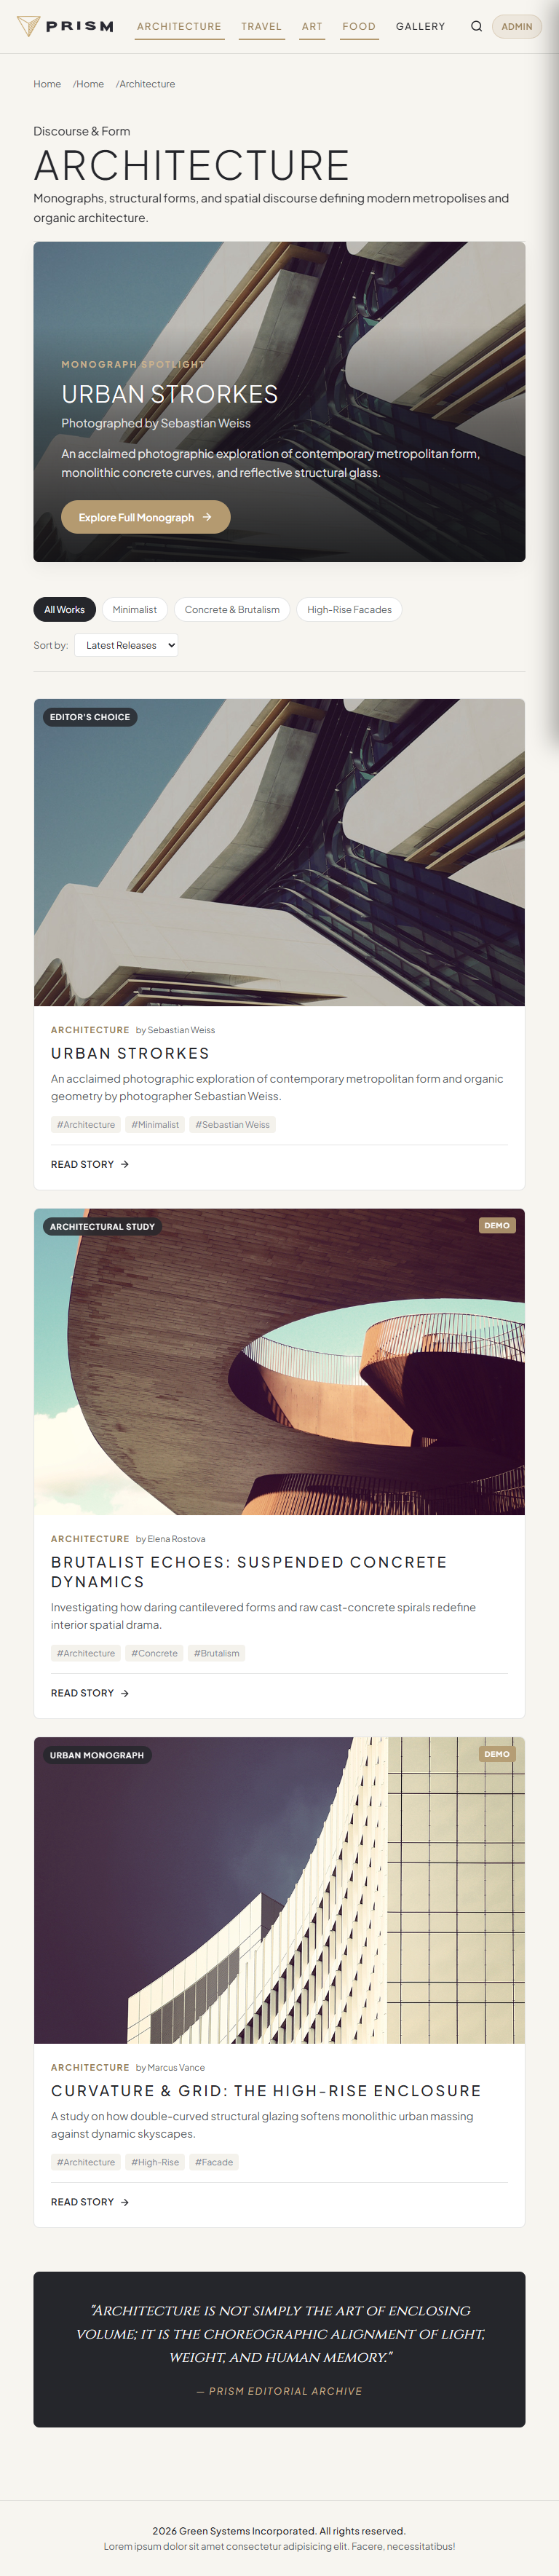 PRISM
ARCHITECTURE TRAVEL ART FOOD GALLERY ADMIN
Home /Home /Architecture
Discourse & Form
ARCHITECTURE
Monographs, structural forms, and spatial discourse defining modern metropolises and
organic architecture.
MONOGRAPH SPOTLIGHT
URBAN STRORKES
Photographed by Sebastian Weiss
An acclaimed photographic exploration of contemporary metropolitan form,
monolithic concrete curves, and reflective structural glass.
Explore Full Monograph →
All Works Minimalist Concrete & Brutalism High-Rise Facades
Sort by: Latest Releases
EDITOR'S CHOICE
ARCHITECTURE by Sebastian Weiss
URBAN STRORKES
An acclaimed photographic exploration of contemporary metropolitan form and organic
geometry by photographer Sebastian Weiss.
#Architecture #Minimalist #Sebastian Weiss
READ STORY →
ARCHITECTURAL STUDY DEMO
ARCHITECTURE by Elena Rostova
BRUTALIST ECHOES: SUSPENDED CONCRETE
DYNAMICS
Investigating how daring cantilevered forms and raw cast-concrete spirals redefine
interior spatial drama.
#Architecture #Concrete #Brutalism
READ STORY →
URBAN MONOGRAPH DEMO
ARCHITECTURE by Marcus Vance
CURVATURE & GRID: THE HIGH-RISE ENCLOSURE
A study on how double-curved structural glazing softens monolithic urban massing
against dynamic skyscapes.
#Architecture #High-Rise #Facade
READ STORY →
"ARCHITECTURE IS NOT SIMPLY THE ART OF ENCLOSING
VOLUME; IT IS THE CHOREOGRAPHIC ALIGNMENT OF LIGHT,
WEIGHT, AND HUMAN MEMORY."
— PRISM EDITORIAL ARCHIVE
2026 Green Systems Incorporated. All rights reserved.
Lorem ipsum dolor sit amet consectetur adipisicing elit. Facere, necessitatibus!